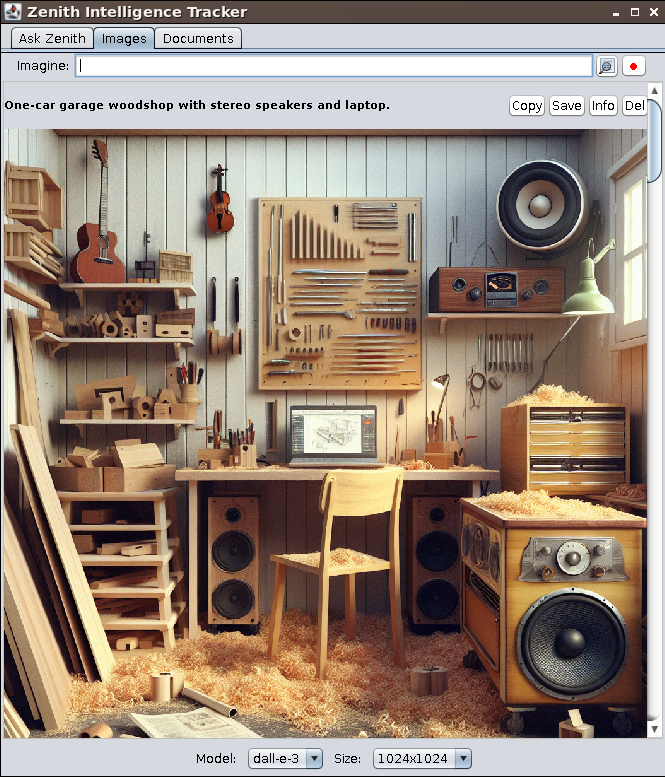 Zenith Intelligence Tracker
Ask Zenith Images Documents
Imagine:
One-car garage woodshop with stereo speakers and laptop. Copy Save Info Del
Model: dall-e-3 Size: 1024x1024